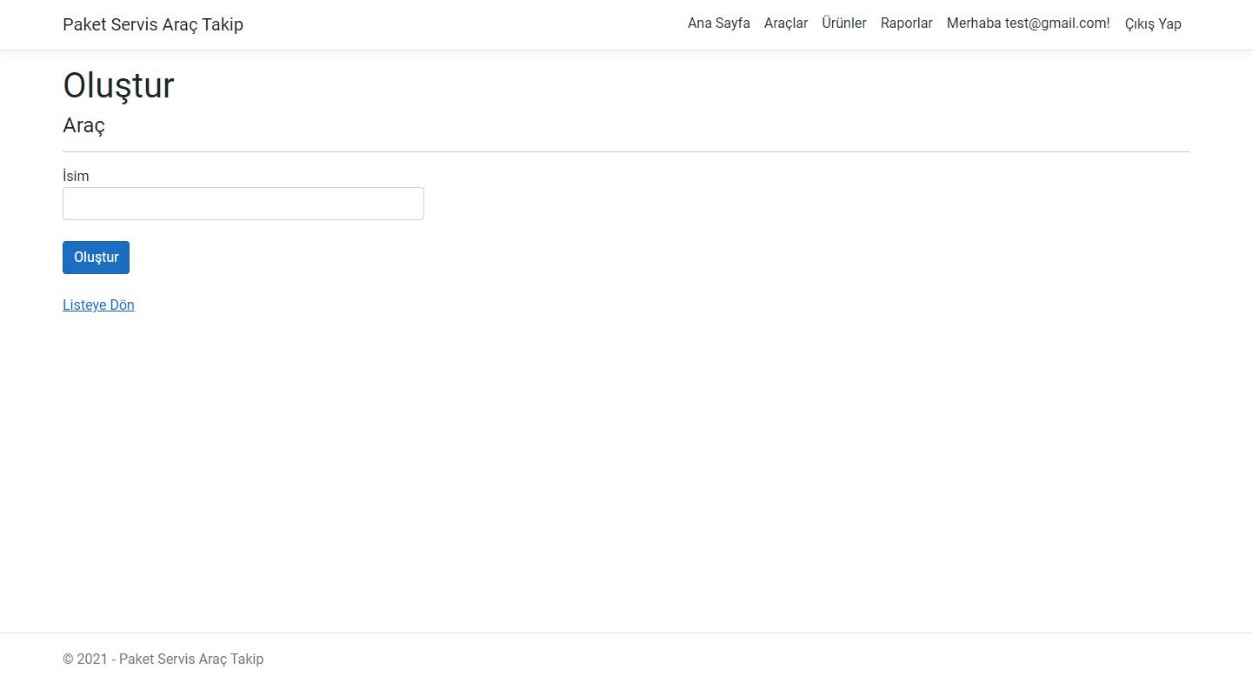 Paket Servis Araç Takip
Ana Sayfa Araçlar Ürünler Raporlar Merhaba test@gmail.com! Çıkış Yap
Oluştur
Araç
İsim
Oluştur
Listeye Dön
© 2021 - Paket Servis Araç Takip